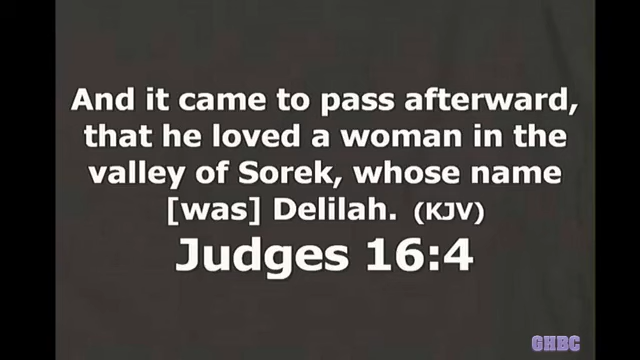 And it came to pass afterward,
that he loved a woman in the
valley of Sorek, whose name
[was] Delilah. (KJV)
Judges 16:4
GHBC